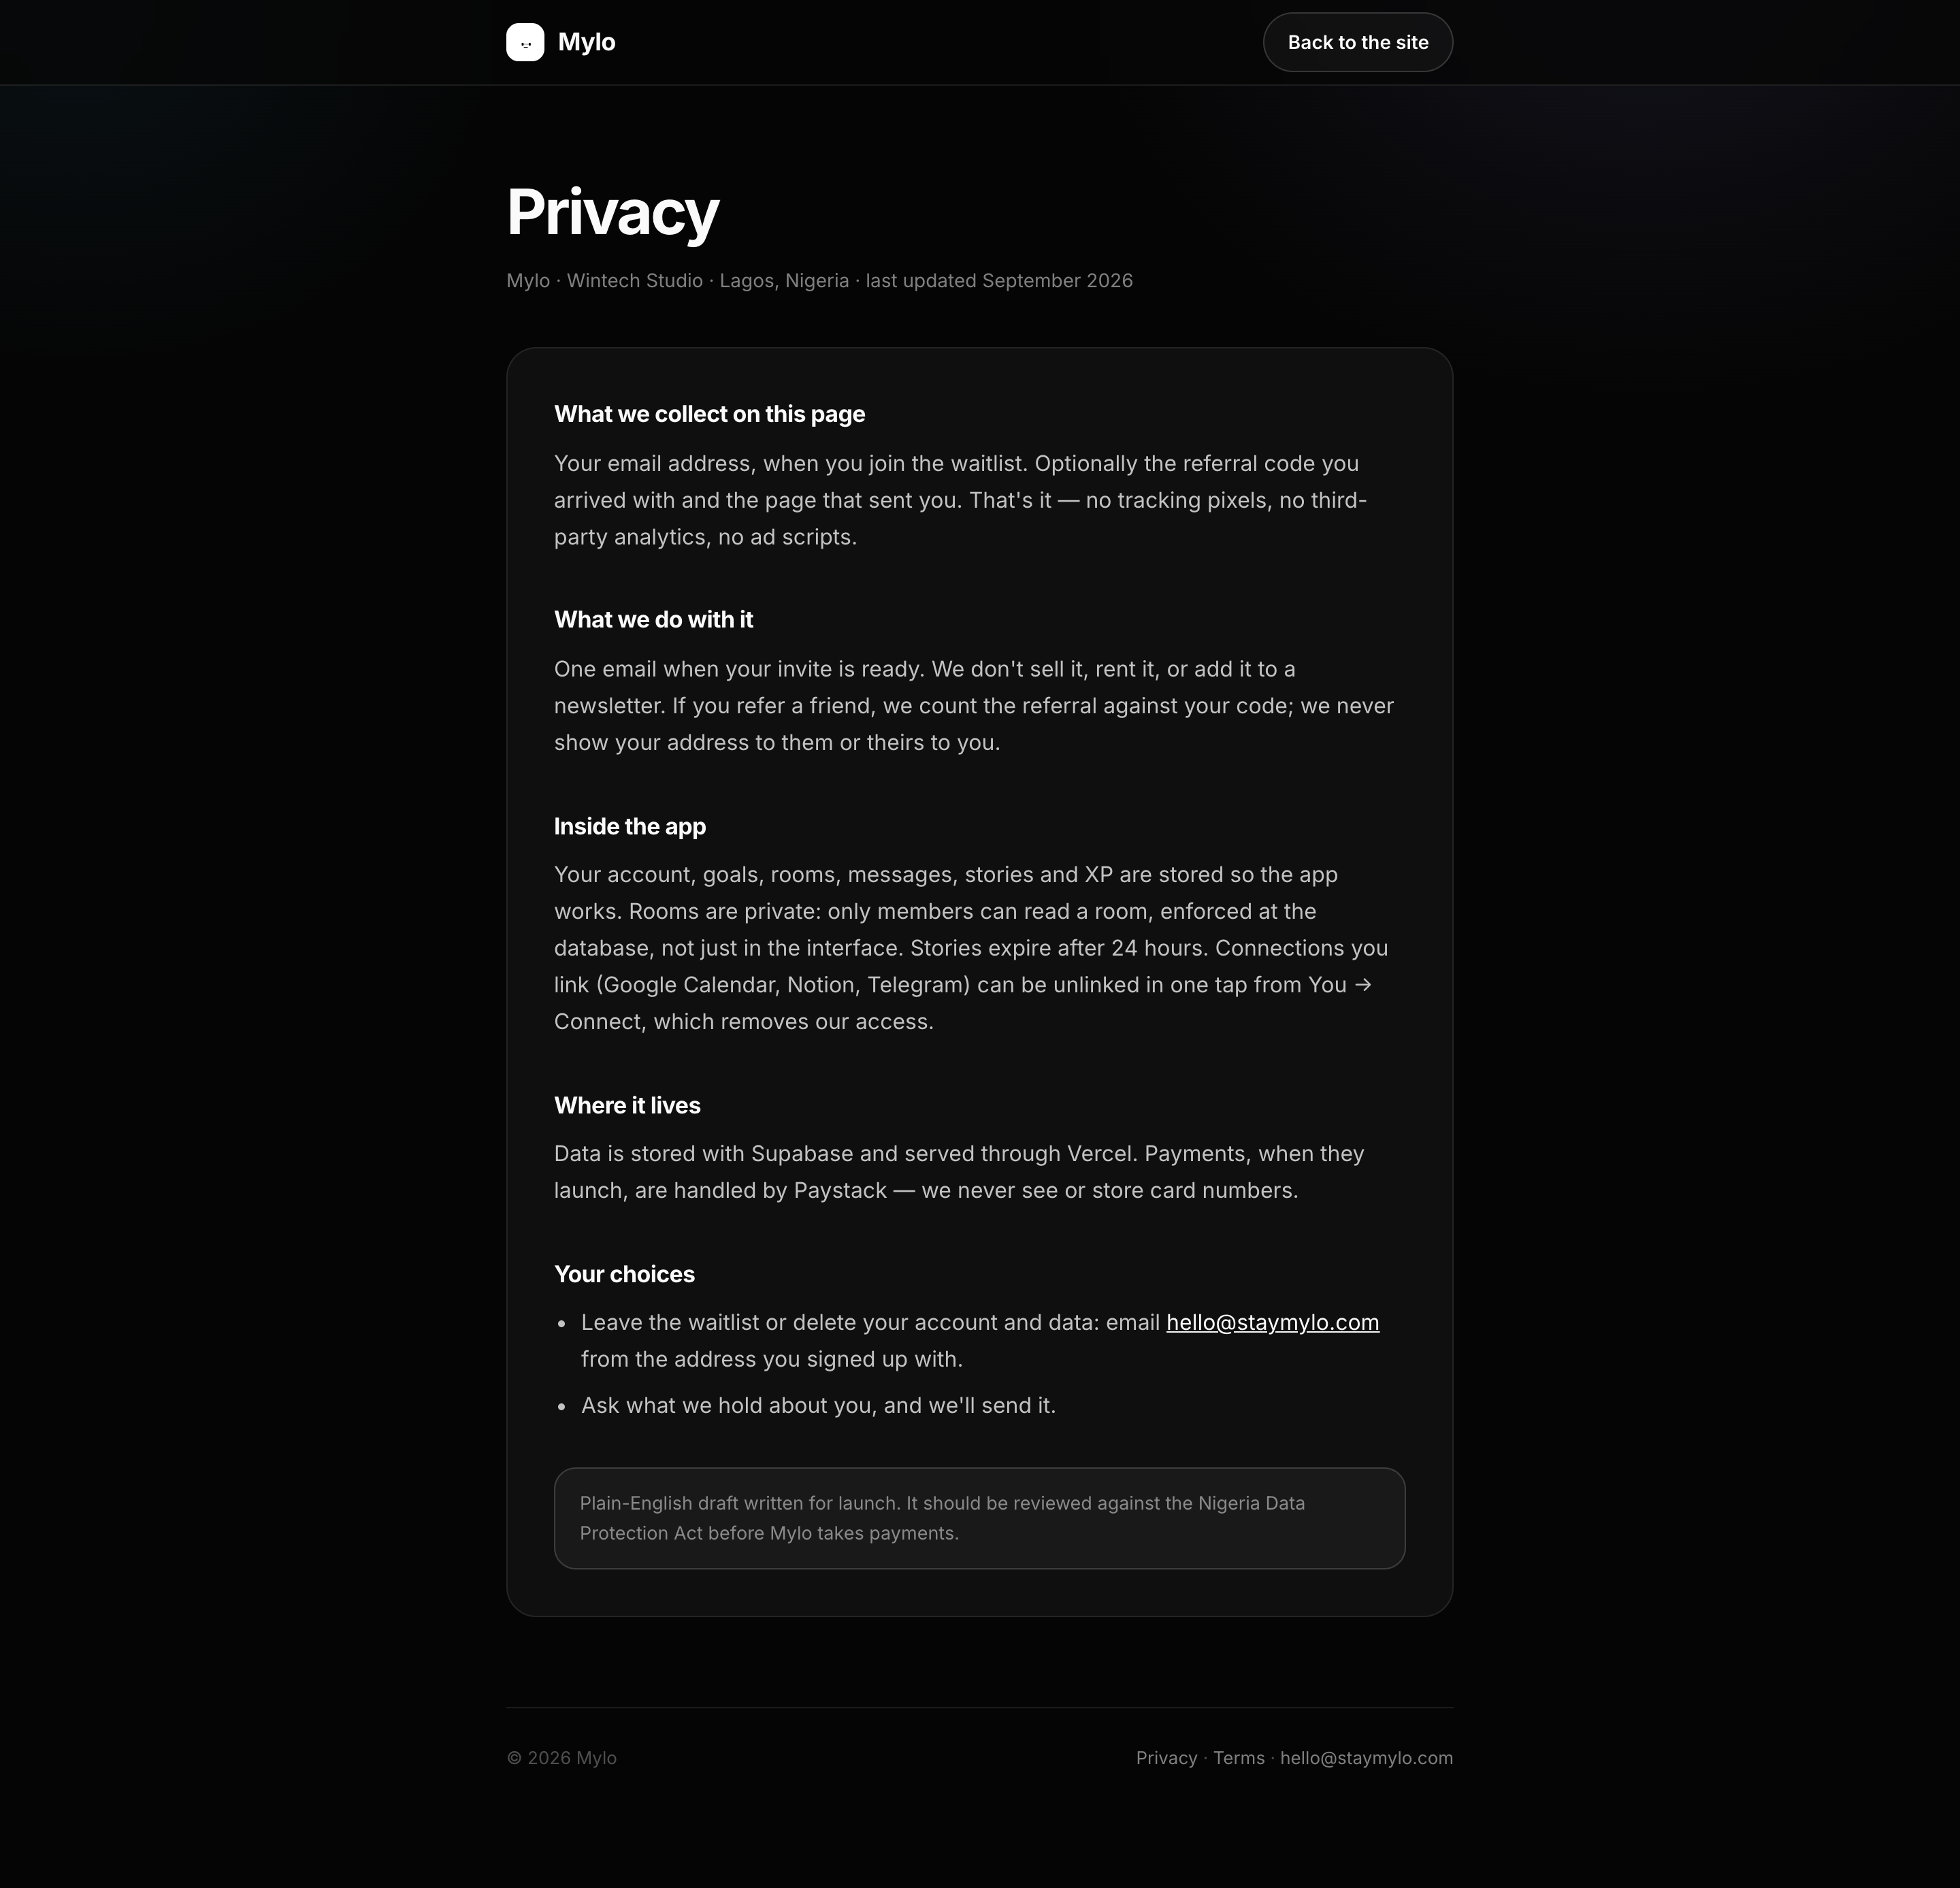 Mylo
Back to the site
Privacy
Mylo · Wintech Studio · Lagos, Nigeria · last updated September 2026
What we collect on this page
Your email address, when you join the waitlist. Optionally the referral code you
arrived with and the page that sent you. That's it — no tracking pixels, no third-
party analytics, no ad scripts.
What we do with it
One email when your invite is ready. We don't sell it, rent it, or add it to a
newsletter. If you refer a friend, we count the referral against your code; we never
show your address to them or theirs to you.
Inside the app
Your account, goals, rooms, messages, stories and XP are stored so the app
works. Rooms are private: only members can read a room, enforced at the
database, not just in the interface. Stories expire after 24 hours. Connections you
link (Google Calendar, Notion, Telegram) can be unlinked in one tap from You →
Connect, which removes our access.
Where it lives
Data is stored with Supabase and served through Vercel. Payments, when they
launch, are handled by Paystack — we never see or store card numbers.
Your choices
• Leave the waitlist or delete your account and data: email hello@staymylo.com
from the address you signed up with.
• Ask what we hold about you, and we'll send it.
Plain-English draft written for launch. It should be reviewed against the Nigeria Data
Protection Act before Mylo takes payments.
© 2026 Mylo
Privacy · Terms · hello@staymylo.com